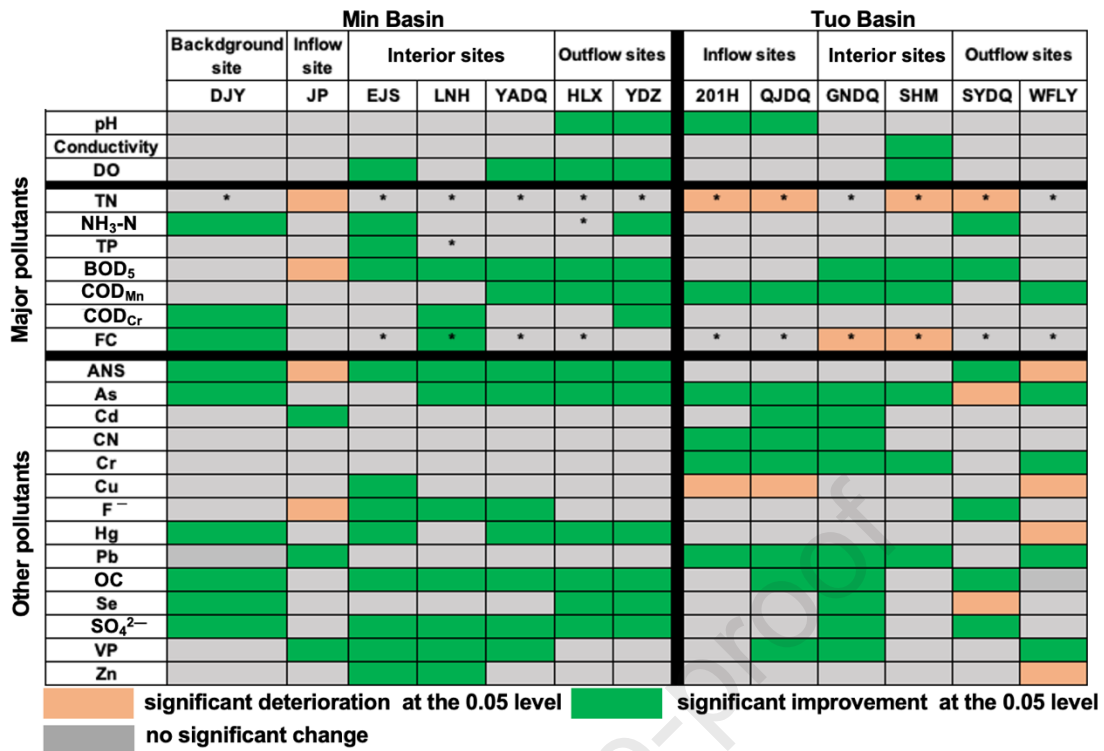 Min Basin Tuo Basin
Backdground site Inflow site Interior sites Outflow sites Inflow sites Interior sites Outflow sites
DJY JP EJS LNH YADQ HLX YDZ 201H QJDQ GNDQ SHM SYDQ WFLY
pH
Conductivity
DO
Major pollutants
TN * * * * * * * * * * * *
NH₃-N *
TP *
BOD₅
COD_Mn
COD_Cr
FC * * * * * * * * * *
Other pollutants
ANS
As
Cd
CN
Cr
Cu
F⁻
Hg
Pb
OC
Se
SO₄²⁻
VP
Zn
significant deterioration at the 0.05 level significant improvement at the 0.05 level
no significant change
-proof